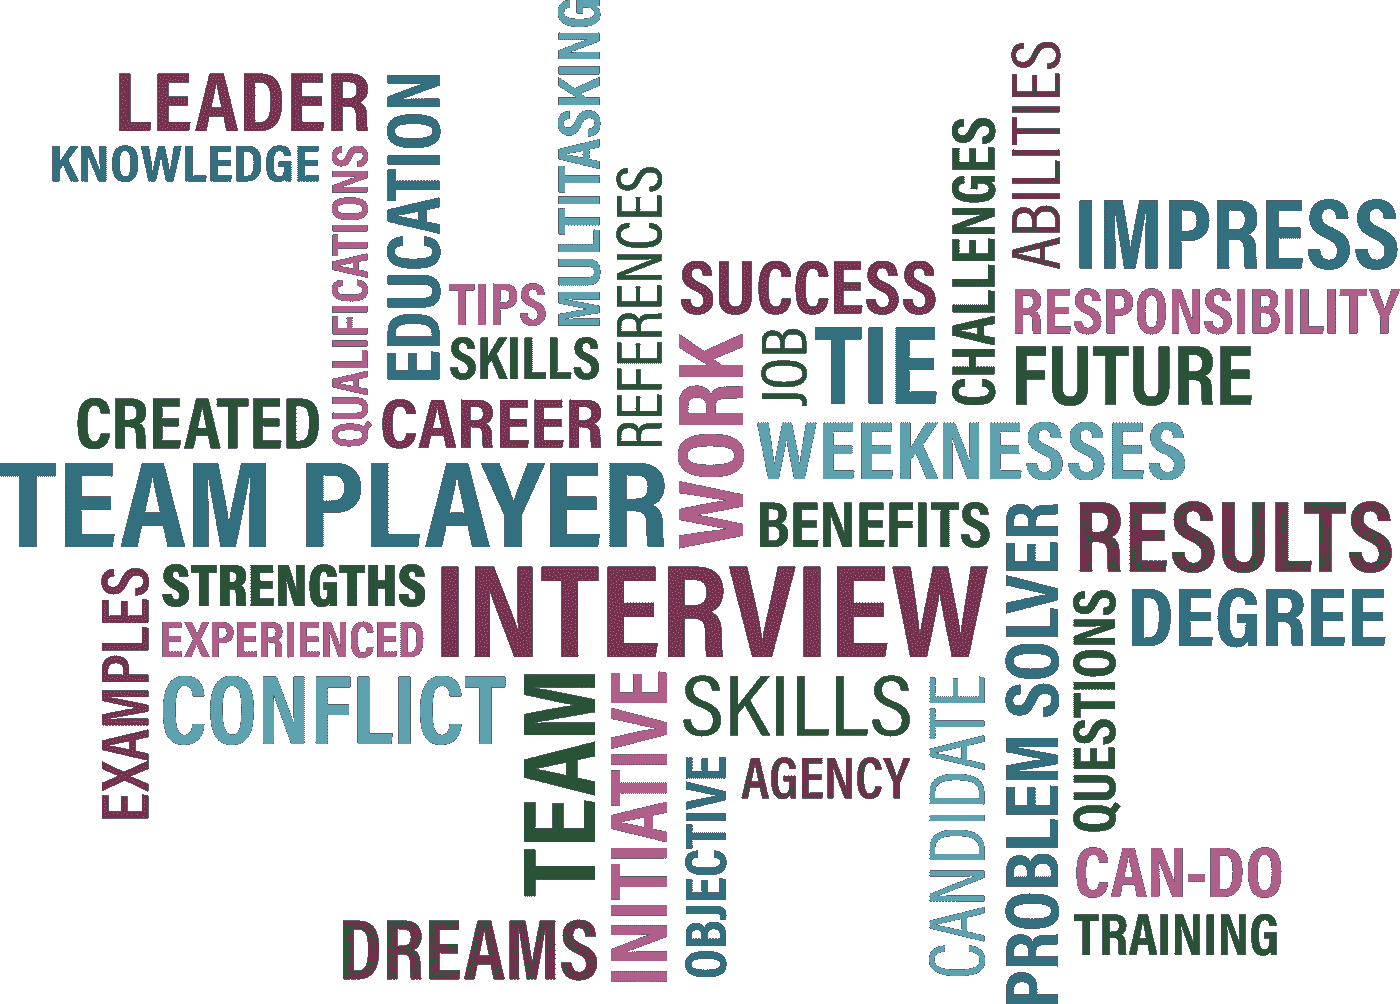 MULTITASKING
LEADER
EDUCATION
ABILITIES
KNOWLEDGE
QUALIFICATIONS
CHALLENGES
REFERENCES
IMPRESS
SUCCESS
TIPS
RESPONSIBILITY
SKILLS
WORK
JOB
TIE
FUTURE
CREATED
CAREER
WEEKNESSES
TEAM PLAYER
BENEFITS
PROBLEM SOLVER
RESULTS
EXAMPLES
STRENGTHS
INTERVIEW
QUESTIONS
DEGREE
EXPERIENCED
CONFLICT
TEAM
INITIATIVE
SKILLS
CANDIDATE
OBJECTIVE
AGENCY
CAN-DO
DREAMS
TRAINING